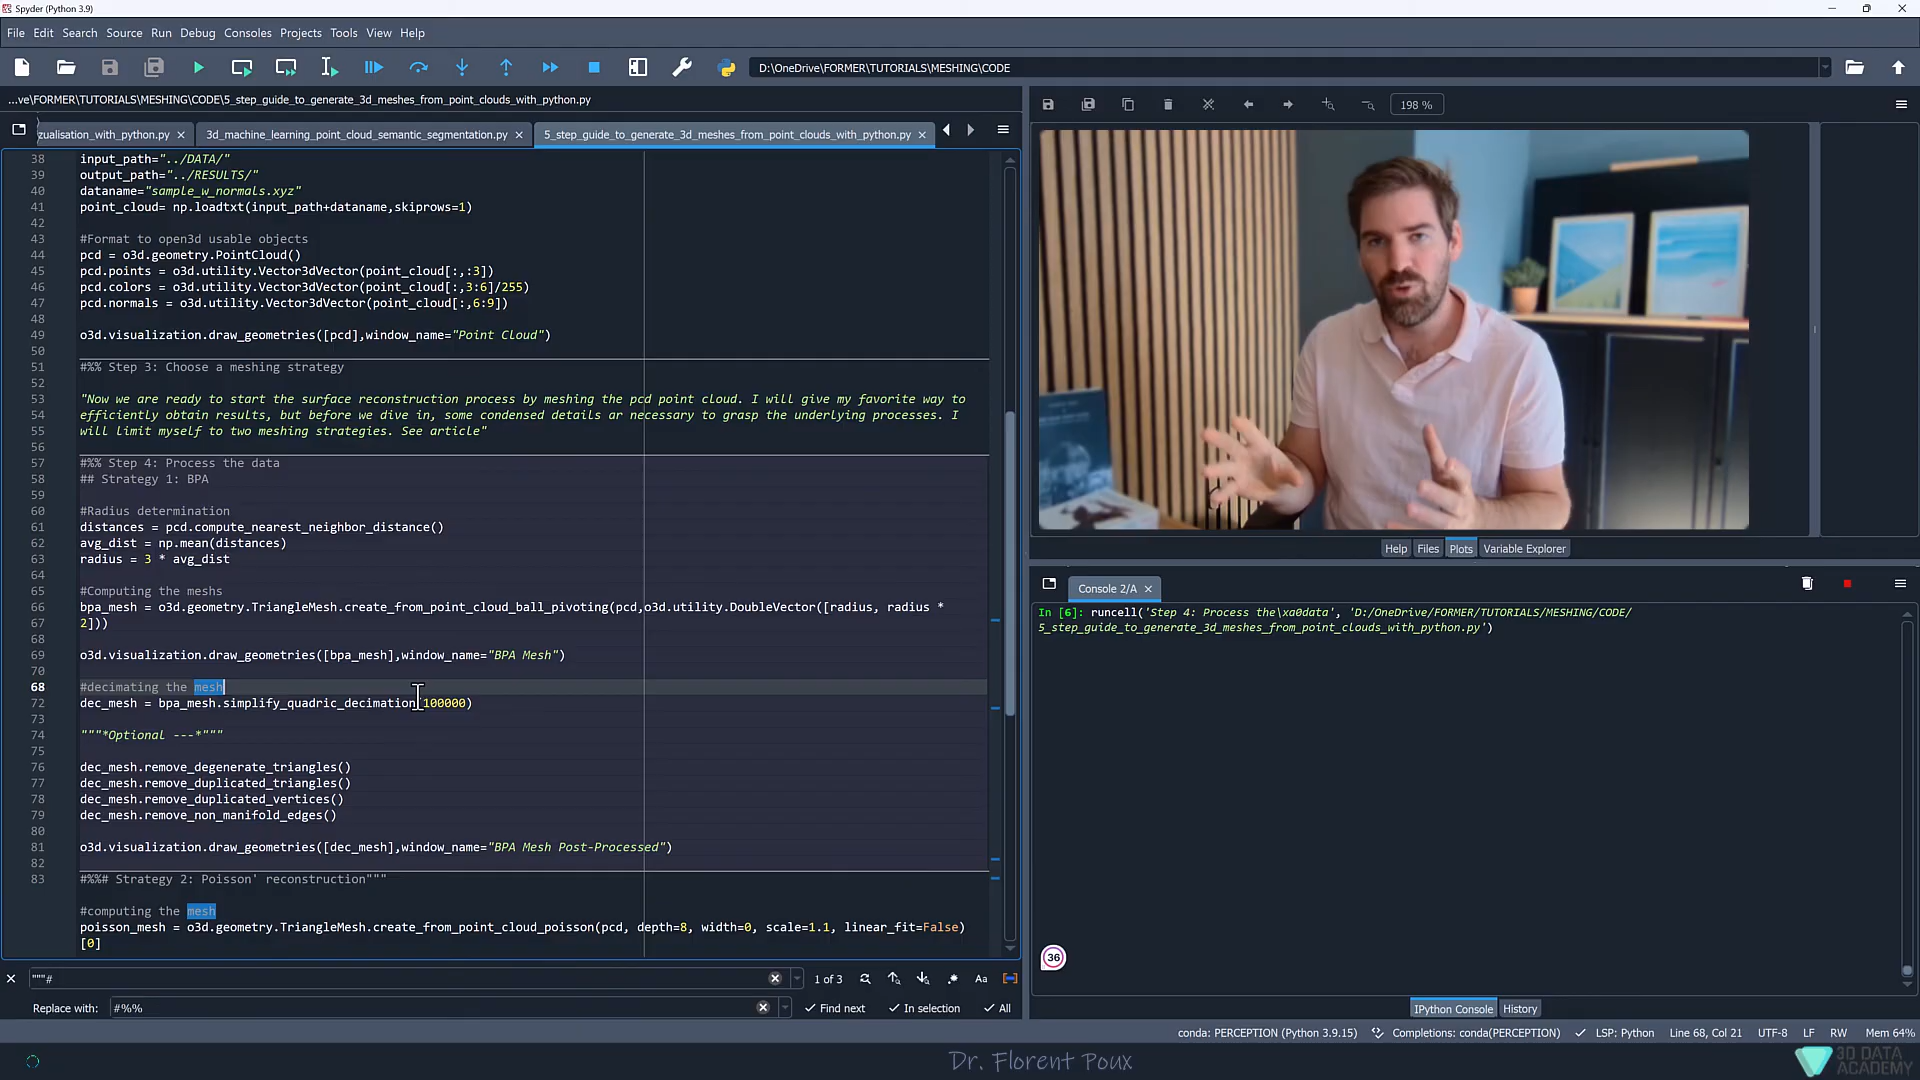 Spyder (Python 3.9)
File Edit Search Source Run Debug Consoles Projects Tools View Help
D:\OneDrive\FORMER\TUTORIALS\MESHING\CODE
...ve\FORMER\TUTORIALS\MESHING\CODE\5_step_guide_to_generate_3d_meshes_from_point_clouds_with_python.py
zualisation_with_python.py
3d_machine_learning_point_cloud_semantic_segmentation.py
5_step_guide_to_generate_3d_meshes_from_point_clouds_with_python.py
38 input_path="../DATA/"
39 output_path="../RESULTS/"
40 dataname="sample_w_normals.xyz"
41 point_cloud= np.loadtxt(input_path+dataname,skiprows=1)
42
43 #Format to open3d usable objects
44 pcd = o3d.geometry.PointCloud()
45 pcd.points = o3d.utility.Vector3dVector(point_cloud[:,:3])
46 pcd.colors = o3d.utility.Vector3dVector(point_cloud[:,3:6]/255)
47 pcd.normals = o3d.utility.Vector3dVector(point_cloud[:,6:9])
48
49 o3d.visualization.draw_geometries([pcd],window_name="Point Cloud")
50
51 #%% Step 3: Choose a meshing strategy
52
53 "Now we are ready to start the surface reconstruction process by meshing the pcd point cloud. I will give my favorite way to
54 efficiently obtain results, but before we dive in, some condensed details ar necessary to grasp the underlying processes. I
55 will limit myself to two meshing strategies. See article"
56
57 #%% Step 4: Process the data
58 ## Strategy 1: BPA
59
60 #Radius determination
61 distances = pcd.compute_nearest_neighbor_distance()
62 avg_dist = np.mean(distances)
63 radius = 3 * avg_dist
64
65 #Computing the meshs
66 bpa_mesh = o3d.geometry.TriangleMesh.create_from_point_cloud_ball_pivoting(pcd,o3d.utility.DoubleVector([radius, radius *
67 2]))
68
69 o3d.visualization.draw_geometries([bpa_mesh],window_name="BPA Mesh")
70
68 #decimating the mesh
72 dec_mesh = bpa_mesh.simplify_quadric_decimation(100000)
73
74 """*Optional ---*"""
75
76 dec_mesh.remove_degenerate_triangles()
77 dec_mesh.remove_duplicated_triangles()
78 dec_mesh.remove_duplicated_vertices()
79 dec_mesh.remove_non_manifold_edges()
80
81 o3d.visualization.draw_geometries([dec_mesh],window_name="BPA Mesh Post-Processed")
82
83 #%%# Strategy 2: Poisson' reconstruction"""
#computing the mesh
poisson_mesh = o3d.geometry.TriangleMesh.create_from_point_cloud_poisson(pcd, depth=8, width=0, scale=1.1, linear_fit=False)
[0]
"""#
1 of 3
Aa
Replace with:
#%%
Find next
In selection
All
198 %
Help Files Plots Variable Explorer
Console 2/A
In [6]: runcell('Step 4: Process the\xa0data', 'D:/OneDrive/FORMER/TUTORIALS/MESHING/CODE/
5_step_guide_to_generate_3d_meshes_from_point_clouds_with_python.py')
36
IPython Console History
conda: PERCEPTION (Python 3.9.15) Completions: conda(PERCEPTION) LSP: Python Line 68, Col 21 UTF-8 LF RW Mem 64%
Dr. Florent Poux
3D DATA
ACADEMY